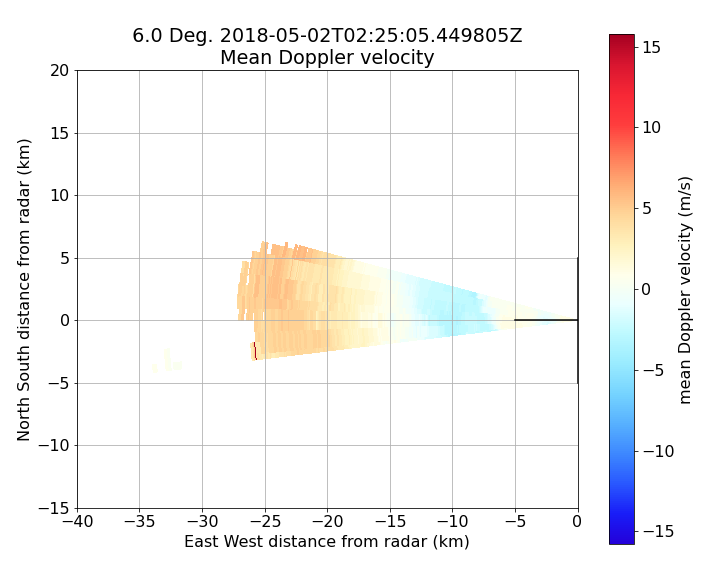 6.0 Deg. 2018-05-02T02:25:05.449805Z
Mean Doppler velocity
20
15
10
5
0
−5
−10
−15
North South distance from radar (km)
−40 −35 −30 −25 −20 −15 −10 −5 0
East West distance from radar (km)
15
10
5
0
−5
−10
−15
mean Doppler velocity (m/s)